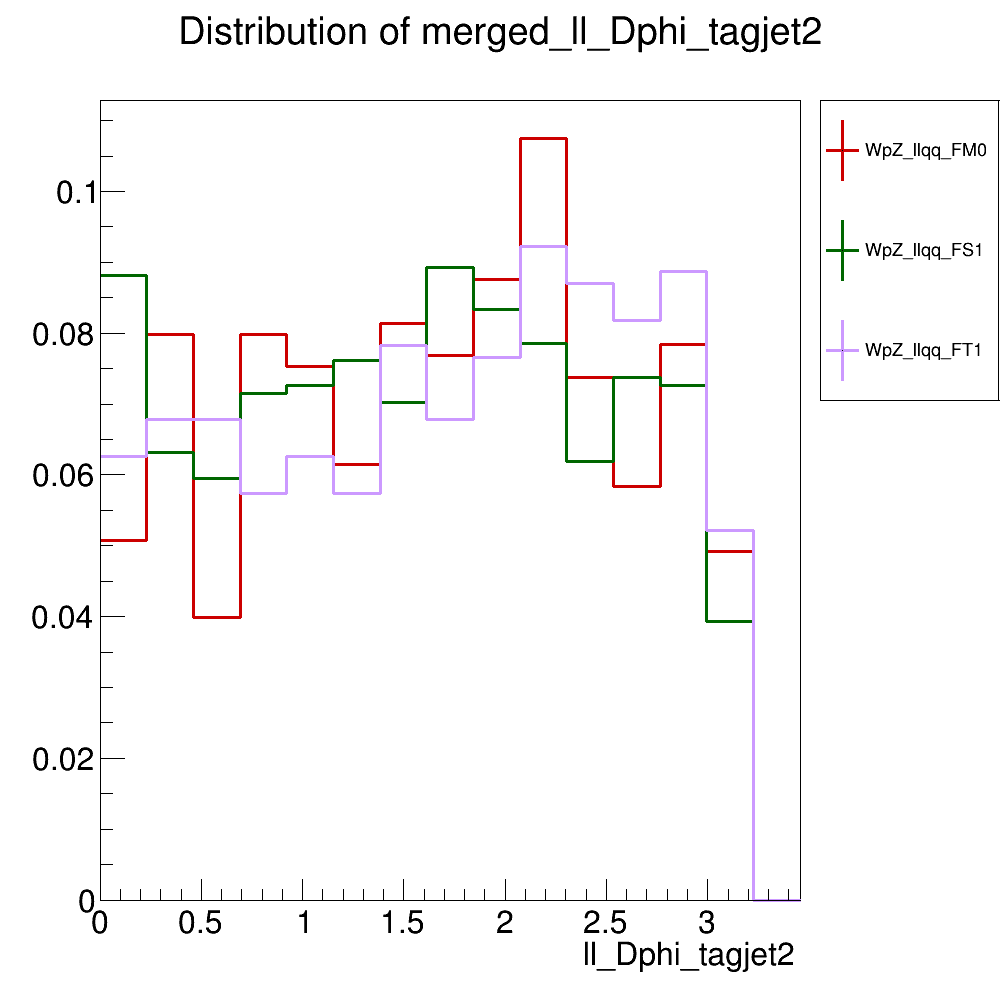 Distribution of merged_ll_Dphi_tagjet2
0.1
0.08
0.06
0.04
0.02
0
0 0.5 1 1.5 2 2.5 3
ll_Dphi_tagjet2
WpZ_llqq_FM0
WpZ_llqq_FS1
WpZ_llqq_FT1